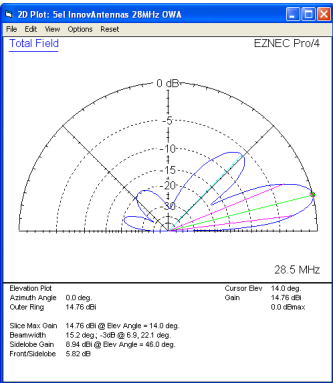 2D Plot: 5el InnovAntennas 28MHz OWA
File Edit View Options Reset
Total Field EZNEC Pro/4
0 dB
-5
-10
-15
-20
-30
28.5 MHz
Elevation Plot Cursor Elev 14.0 deg.
Azimuth Angle 0.0 deg. Gain 14.76 dBi
Outer Ring 14.76 dBi 0.0 dBmax
Slice Max Gain 14.76 dBi @ Elev Angle = 14.0 deg.
Beamwidth 15.2 deg.; -3dB @ 6.9, 22.1 deg.
Sidelobe Gain 8.94 dBi @ Elev Angle = 46.0 deg.
Front/Sidelobe 5.82 dB